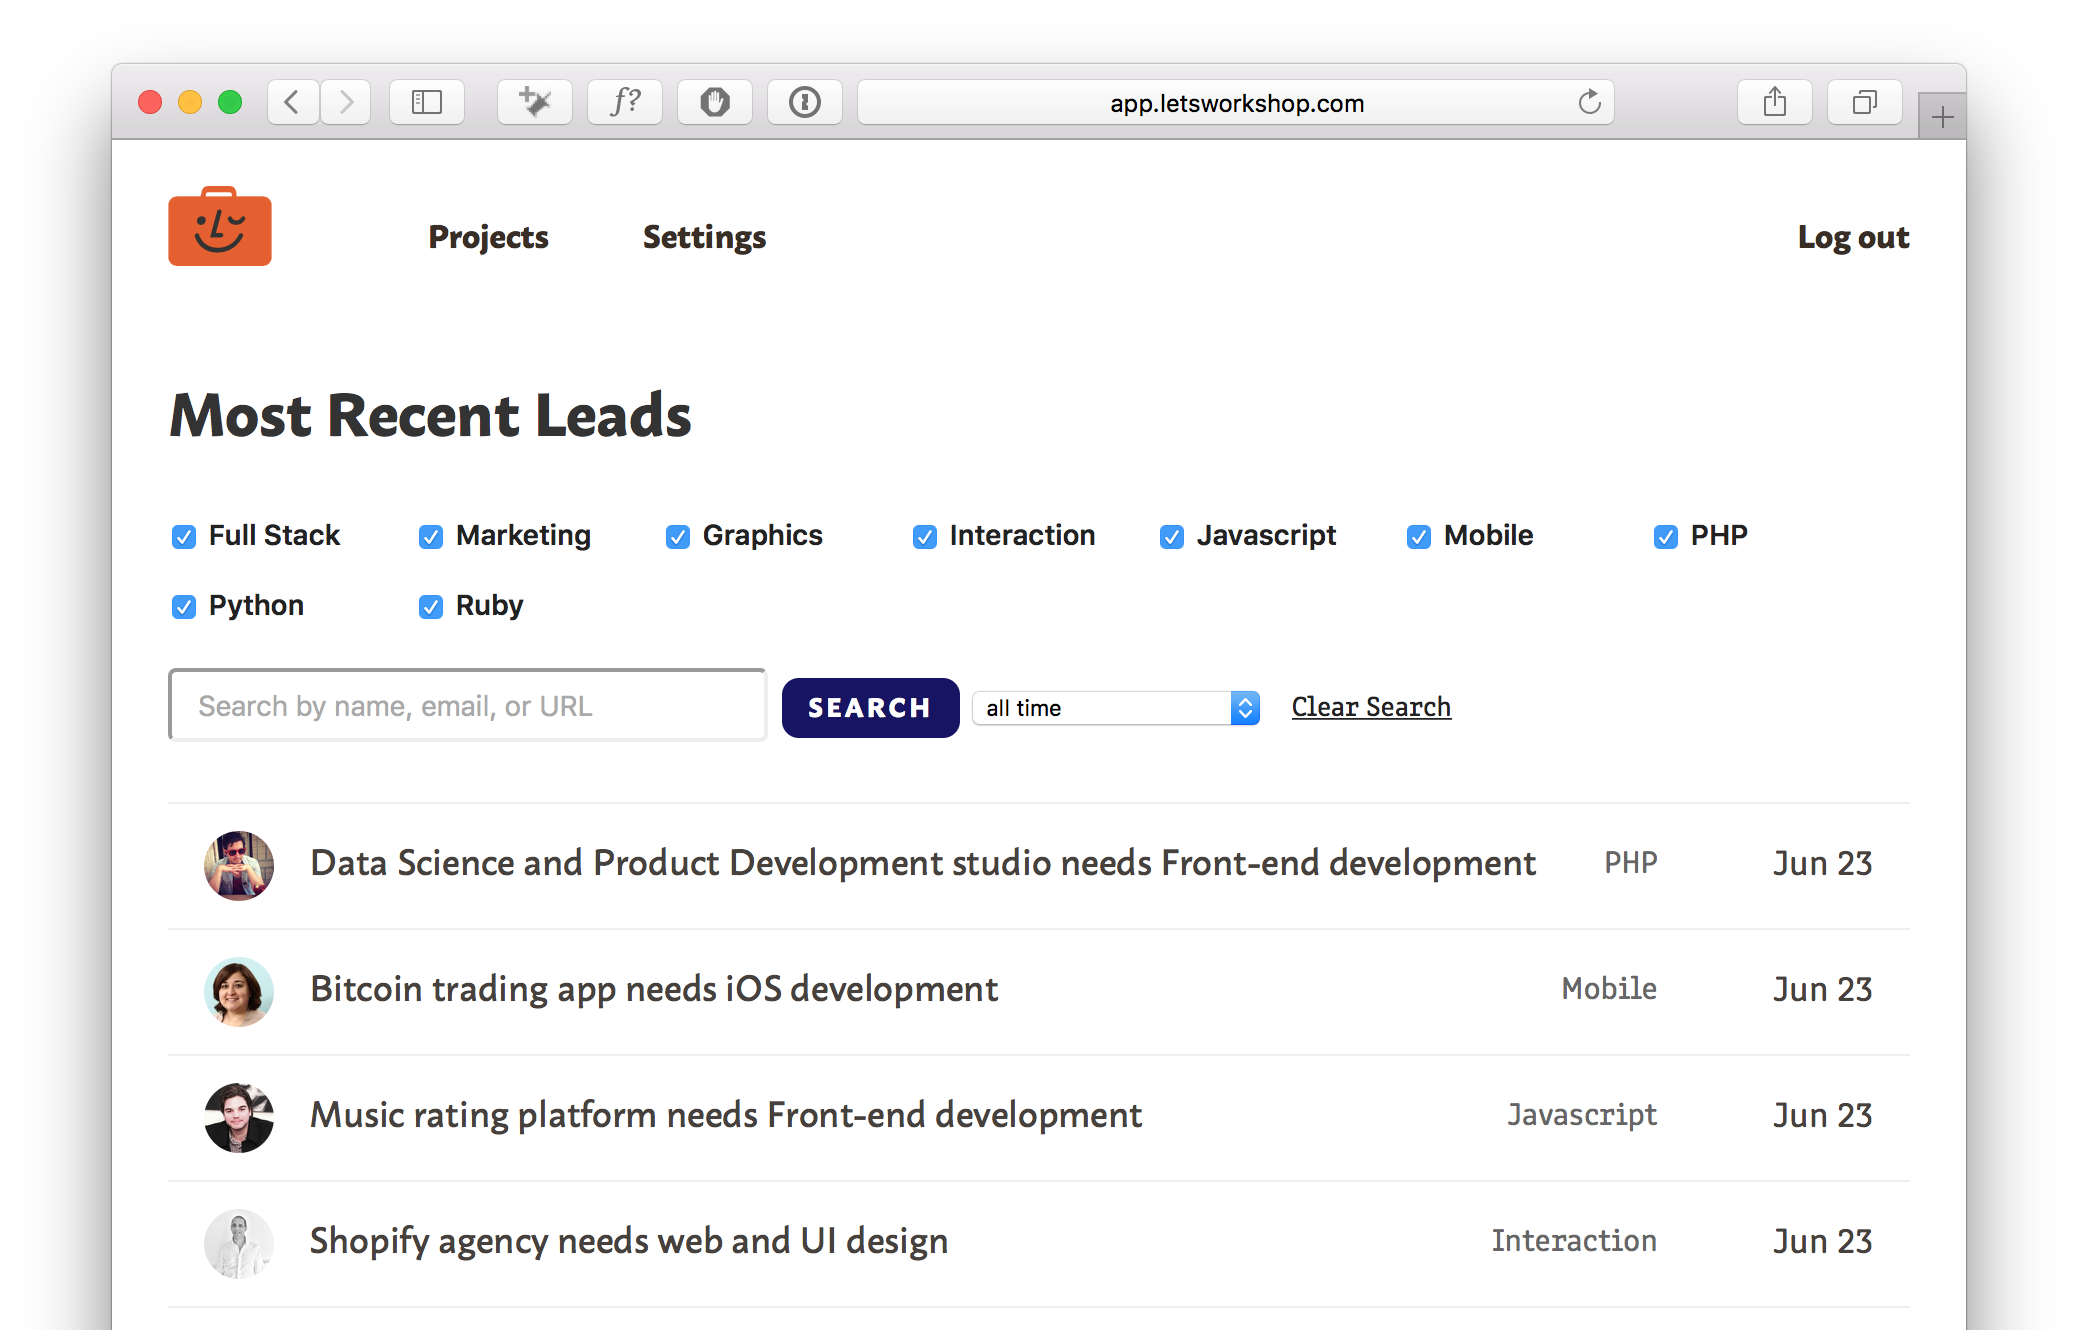 f?
app.letsworkshop.com
Projects Settings Log out
Most Recent Leads
Full Stack Marketing Graphics Interaction Javascript Mobile PHP
Python Ruby
Search by name, email, or URL SEARCH all time Clear Search
Data Science and Product Development studio needs Front-end development PHP Jun 23
Bitcoin trading app needs iOS development Mobile Jun 23
Music rating platform needs Front-end development Javascript Jun 23
Shopify agency needs web and UI design Interaction Jun 23